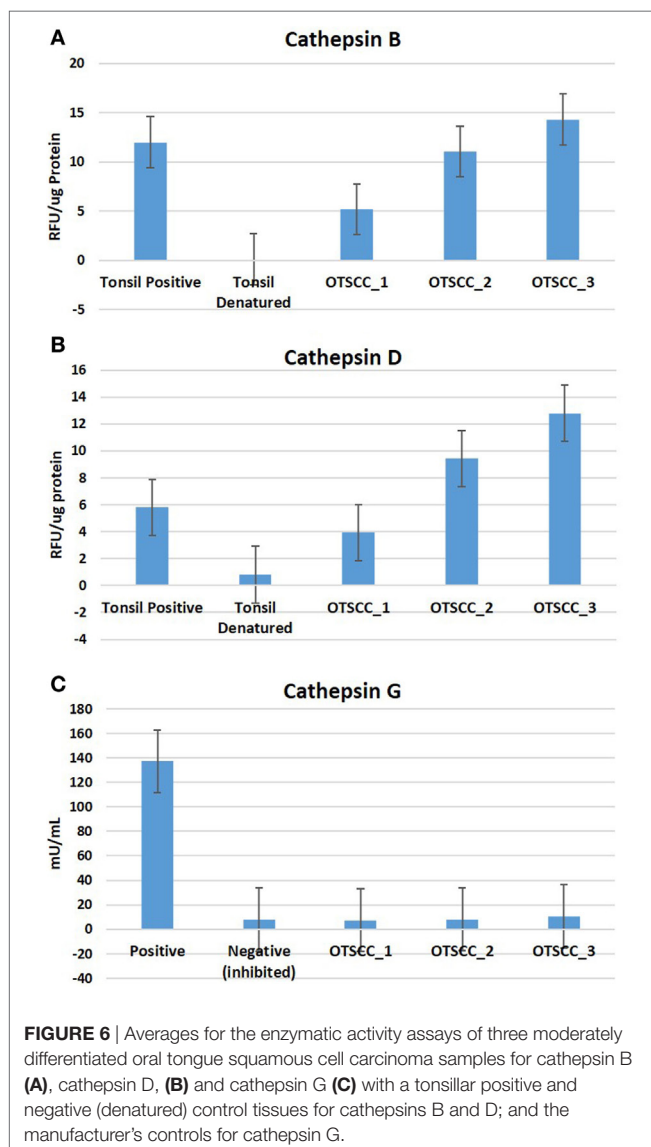 A
Cathepsin B
20
15
10
5
0
-5
RFU/ug Protein
Tonsil Positive
Tonsil
Denatured
OTSCC_1
OTSCC_2
OTSCC_3
B
Cathepsin D
16
14
12
10
8
6
4
2
0
-2
-4
RFU/ug protein
Tonsil Positive
Tonsil
Denatured
OTSCC_1
OTSCC_2
OTSCC_3
C
Cathepsin G
180
160
140
120
100
80
60
40
20
0
-20
-40
mU/mL
Positive
Negative
(inhibited)
OTSCC_1
OTSCC_2
OTSCC_3
FIGURE 6 | Averages for the enzymatic activity assays of three moderately
differentiated oral tongue squamous cell carcinoma samples for cathepsin B
(A), cathepsin D, (B) and cathepsin G (C) with a tonsillar positive and
negative (denatured) control tissues for cathepsins B and D; and the
manufacturer's controls for cathepsin G.